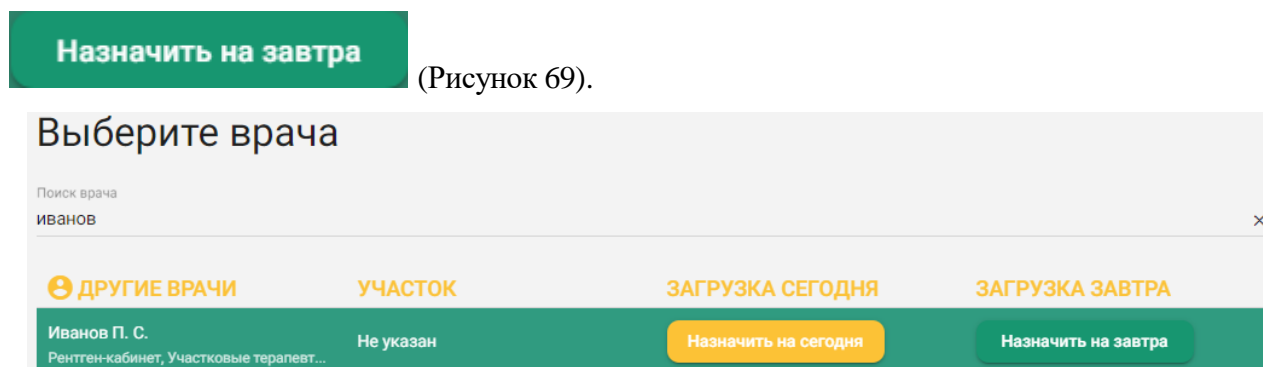 Назначить на завтра (Рисунок 69).
Выберите врача
Поиск врача
иванов ×
ДРУГИЕ ВРАЧИ УЧАСТОК ЗАГРУЗКА СЕГОДНЯ ЗАГРУЗКА ЗАВТРА
Иванов П. С. Не указан Назначить на сегодня Назначить на завтра
Рентген-кабинет, Участковые терапевт...